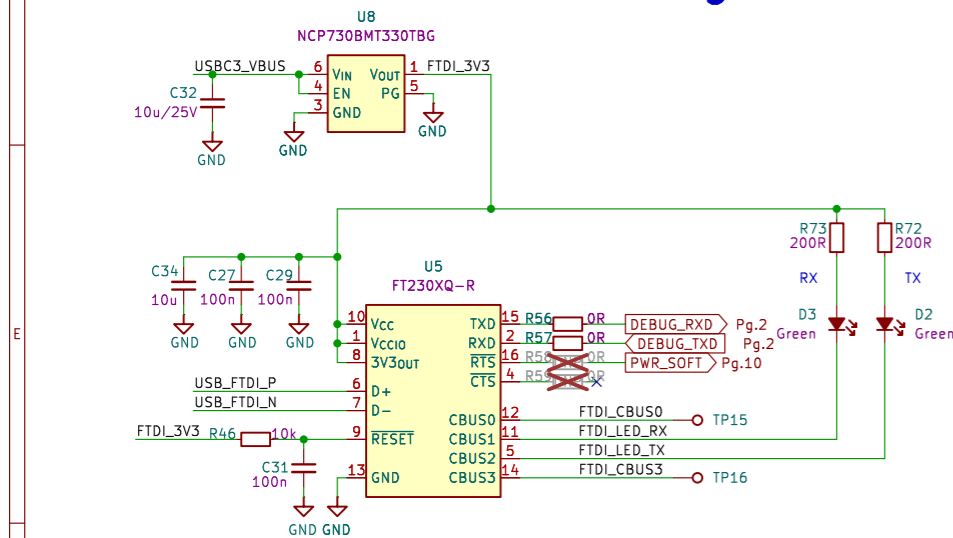 U8
NCP730BMT330TBG
USBC3_VBUS
6 VIN VOUT 1 FTDI_3V3
4 EN PG 5
3 GND
C32
10u/25V
GND
GND
GND
R73
200R
R72
200R
RX
TX
C34
10u
C27
100n
C29
100n
GND
GND
GND
U5
FT230XQ-R
D3
Green
D2
Green
E
10 VCC TXD 15 R56 0R DEBUG_RXD Pg.2
1 VCCIO RXD 2 R57 0R DEBUG_TXD Pg.2
8 3V3OUT RTS 16 R58 0R PWR_SOFT Pg.10
CTS 4 R59 0R
USB_FTDI_P 6 D+
USB_FTDI_N 7 D-
CBUS0 12 FTDI_CBUS0 TP15
FTDI_3V3 R46 10k 9 RESET CBUS1 11 FTDI_LED_RX
CBUS2 5 FTDI_LED_TX
C31
100n
13 GND CBUS3 14 FTDI_CBUS3 TP16
GND GND